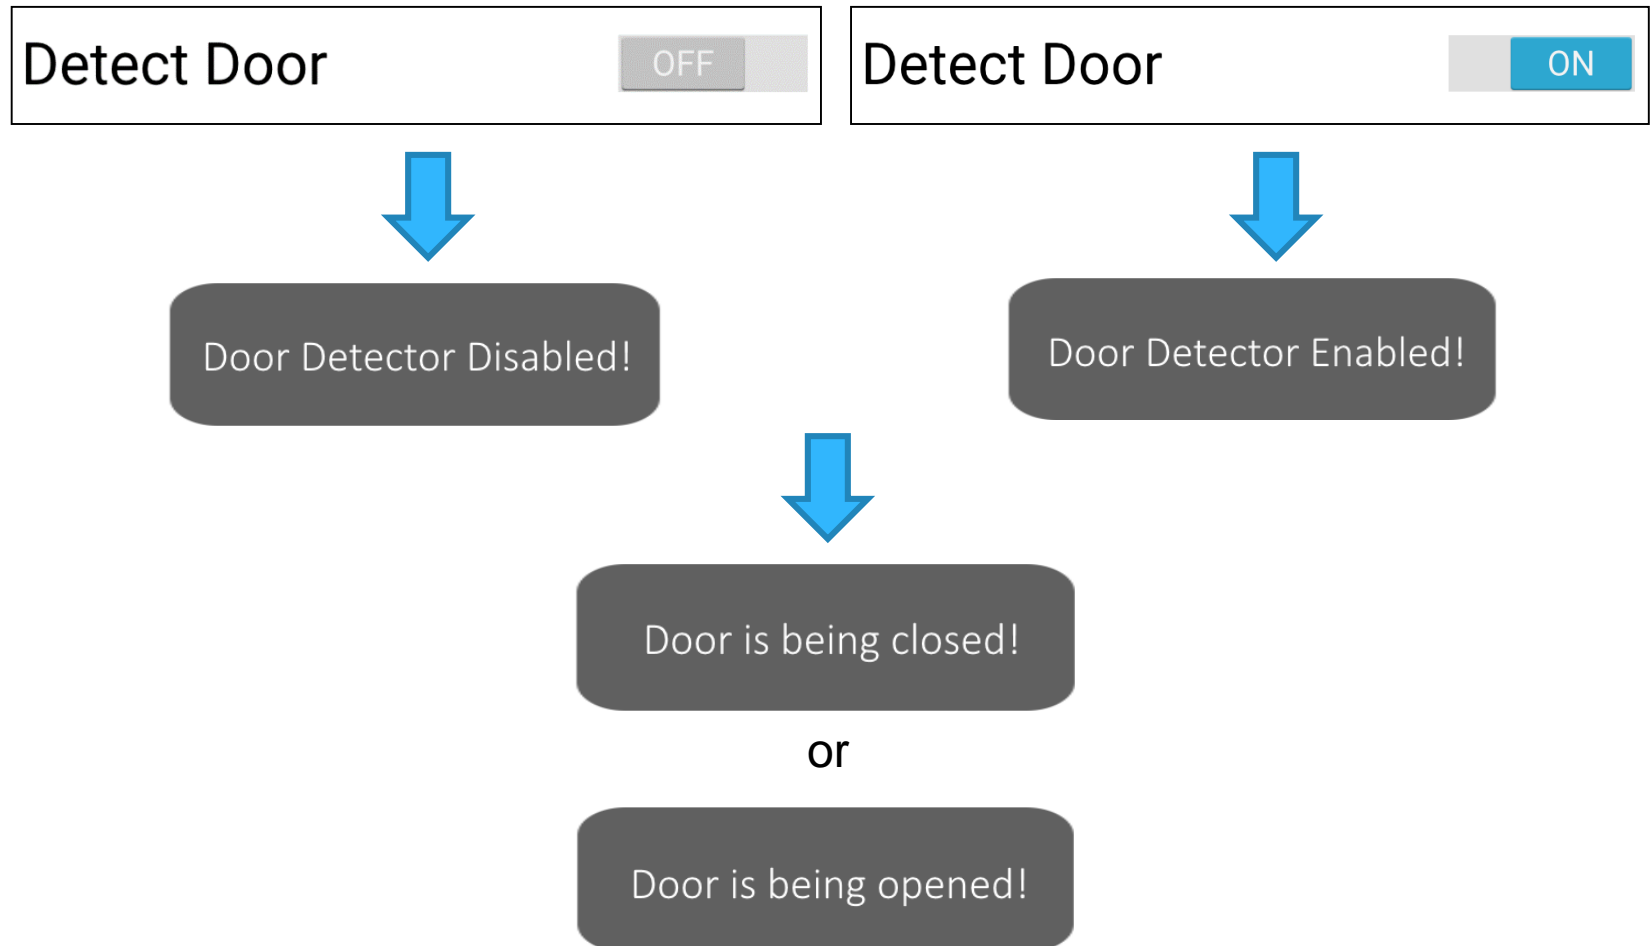 Detect Door
OFF
Detect Door
ON
Door Detector Disabled!
Door Detector Enabled!
Door is being closed!
or
Door is being opened!